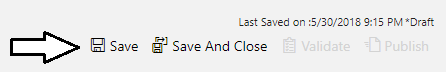 Last Saved on :5/30/2018 9:15 PM *Draft
Save Save And Close Validate Publish